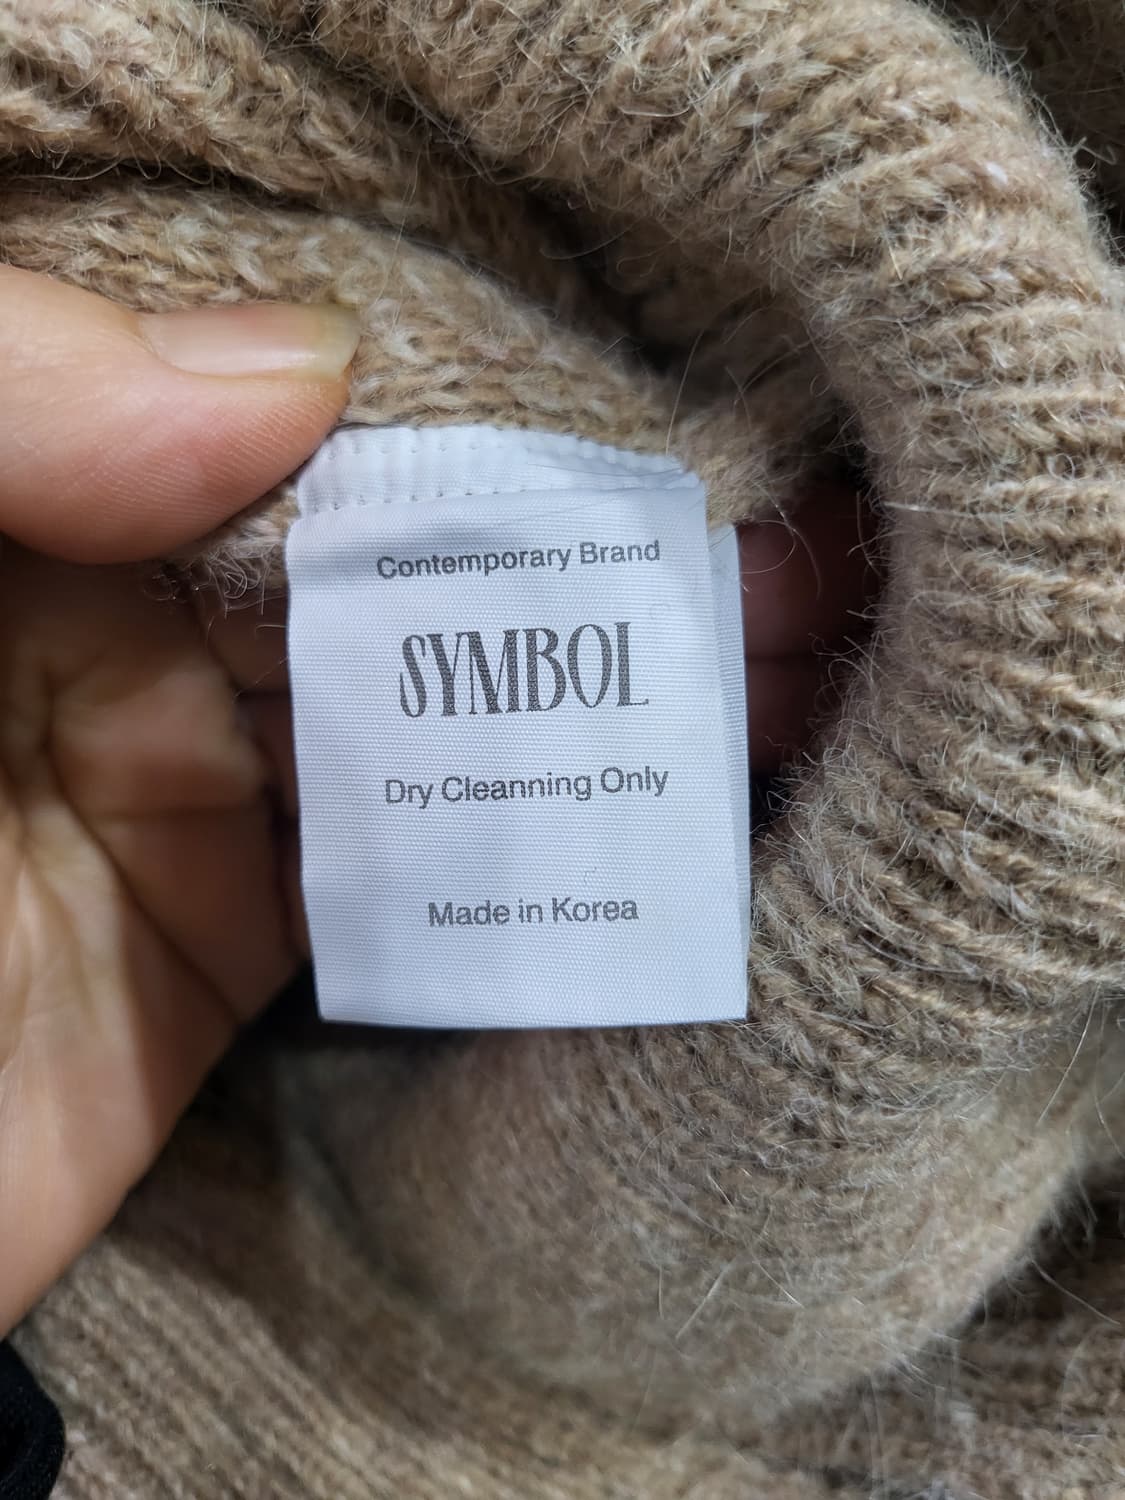 Contemporary Brand
SYMBOL
Dry Cleanning Only
Made in Korea